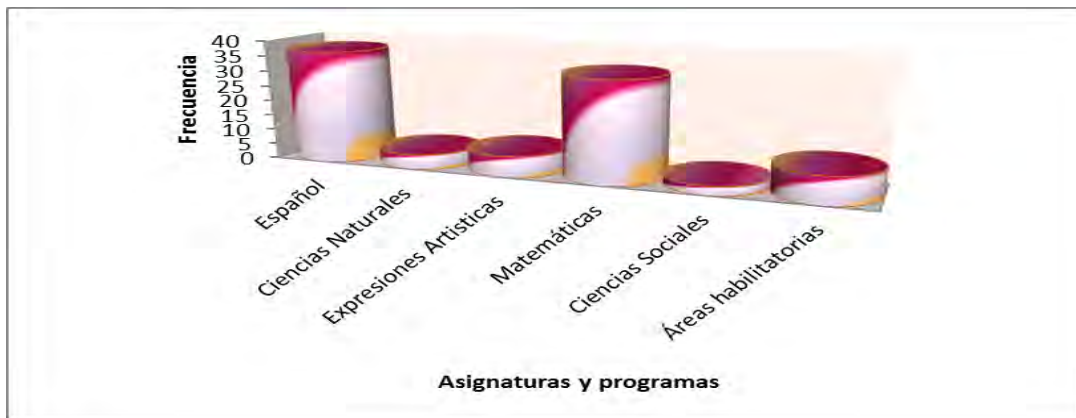 Frecuencia
40
35
30
25
20
15
10
5
0
Español
Ciencias Naturales
Expresiones Artisticas
Matemáticas
Ciencias Sociales
Áreas habilitatorias
Asignaturas y programas